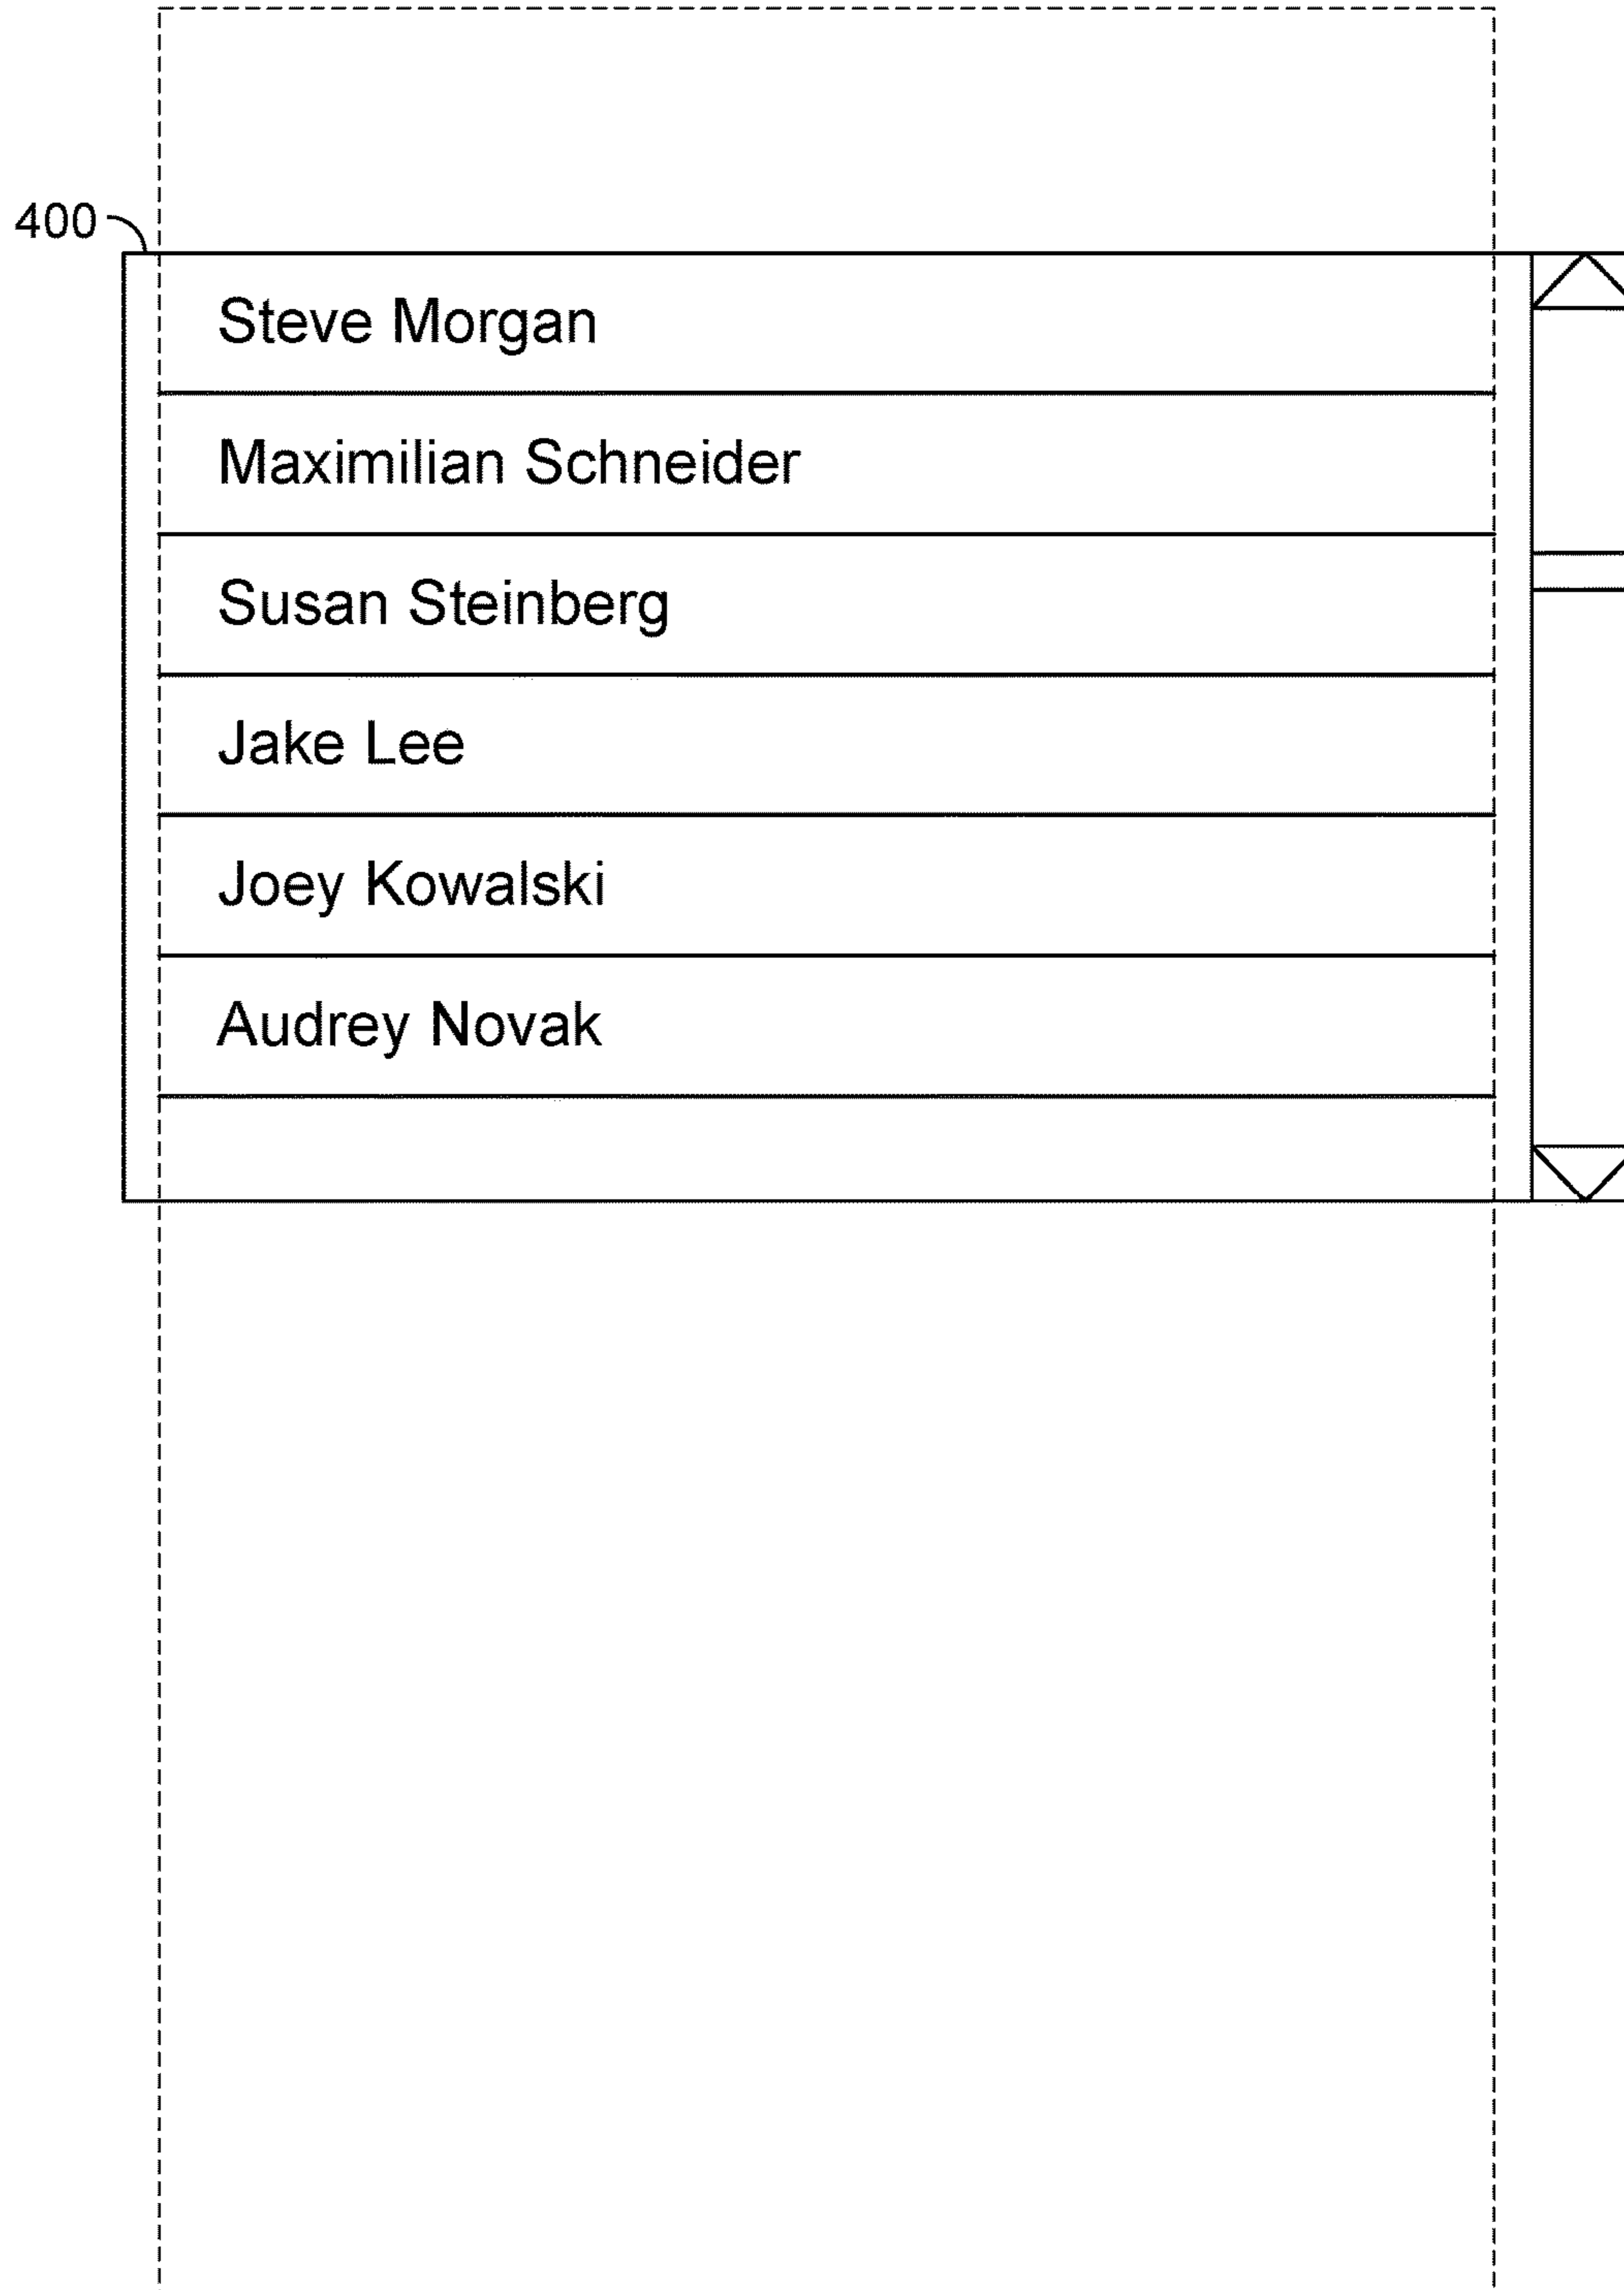 400
Steve Morgan
Maximilian Schneider
Susan Steinberg
Jake Lee
Joey Kowalski
Audrey Novak